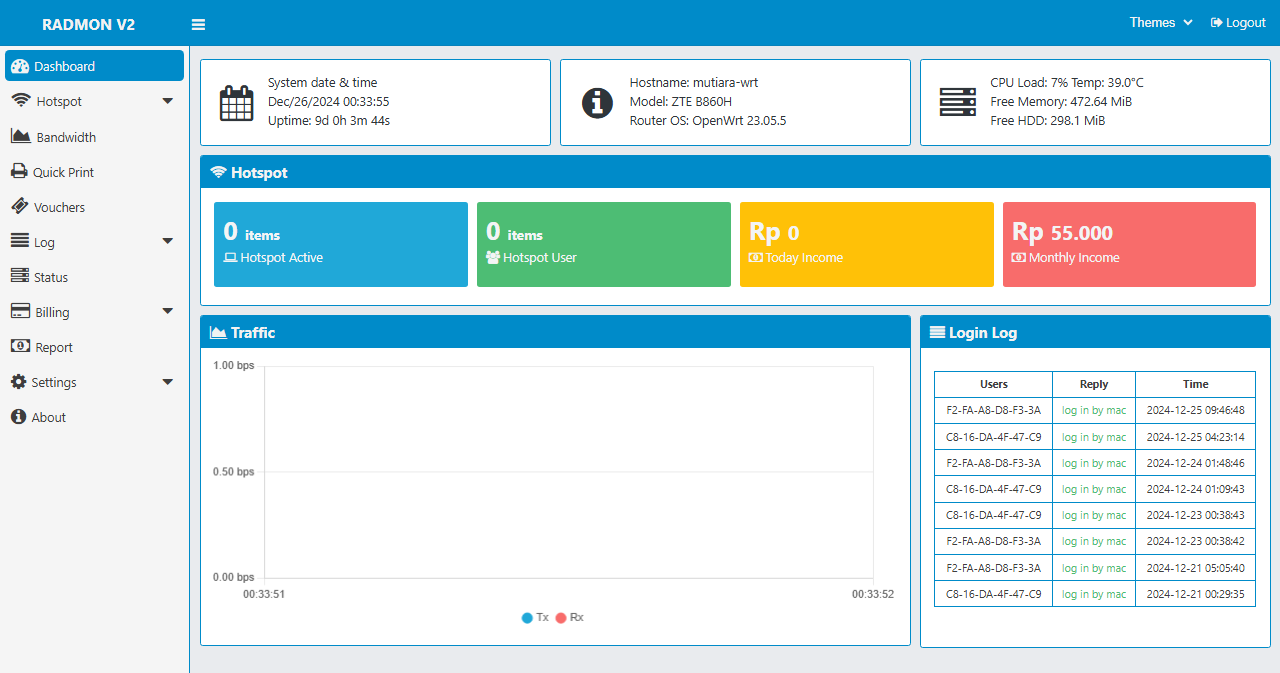 RADMON V2
Themes
Logout
Dashboard
Hotspot
Bandwidth
Quick Print
Vouchers
Log
Status
Billing
Report
Settings
About
System date & time
Dec/26/2024 00:33:55
Uptime: 9d 0h 3m 44s
Hostname: mutiara-wrt
Model: ZTE B860H
Router OS: OpenWrt 23.05.5
CPU Load: 7% Temp: 39.0°C
Free Memory: 472.64 MiB
Free HDD: 298.1 MiB
Hotspot
0 items
Hotspot Active
0 items
Hotspot User
Rp 0
Today Income
Rp 55.000
Monthly Income
Traffic
1.00 bps
0.50 bps
0.00 bps
00:33:51 00:33:52
Tx Rx
Login Log
Users Reply Time
F2-FA-A8-D8-F3-3A log in by mac 2024-12-25 09:46:48
C8-16-DA-4F-47-C9 log in by mac 2024-12-25 04:23:14
F2-FA-A8-D8-F3-3A log in by mac 2024-12-24 01:48:46
C8-16-DA-4F-47-C9 log in by mac 2024-12-24 01:09:43
C8-16-DA-4F-47-C9 log in by mac 2024-12-23 00:38:43
F2-FA-A8-D8-F3-3A log in by mac 2024-12-23 00:38:42
F2-FA-A8-D8-F3-3A log in by mac 2024-12-21 05:05:40
C8-16-DA-4F-47-C9 log in by mac 2024-12-21 00:29:35